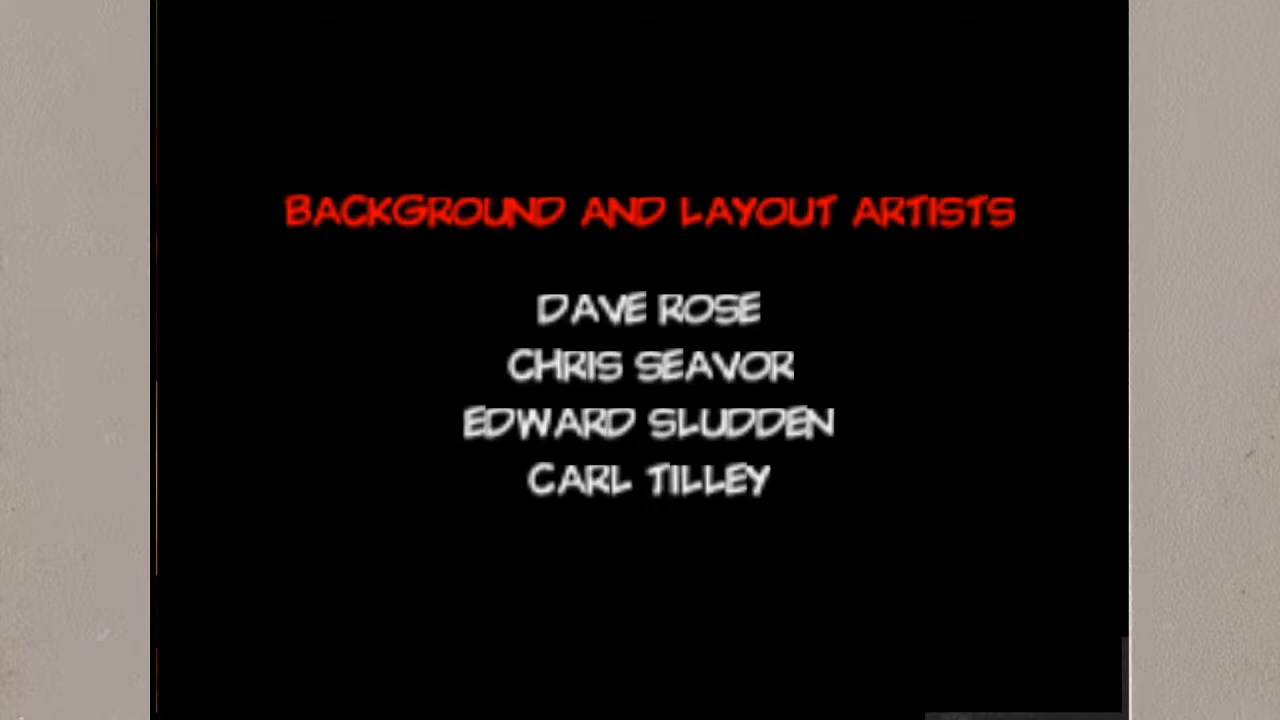 BACKGROUND AND LAYOUT ARTISTS
DAVE ROSE
CHRIS SEAVOR
EDWARD SLUDDEN
CARL TILLEY